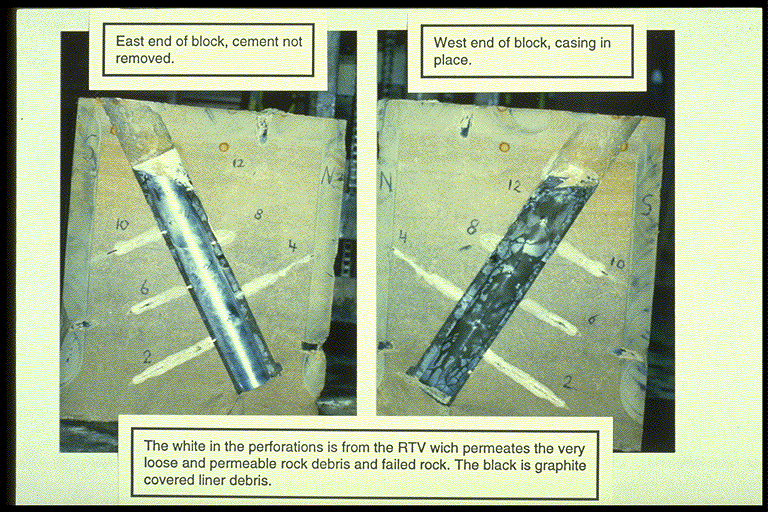 East end of block, cement not
removed.
West end of block, casing in
place.
S
12
N
10
8
4
6
2
N
12
S
8
4
10
6
2
The white in the perforations is from the RTV wich permeates the very
loose and permeable rock debris and failed rock. The black is graphite
covered liner debris.